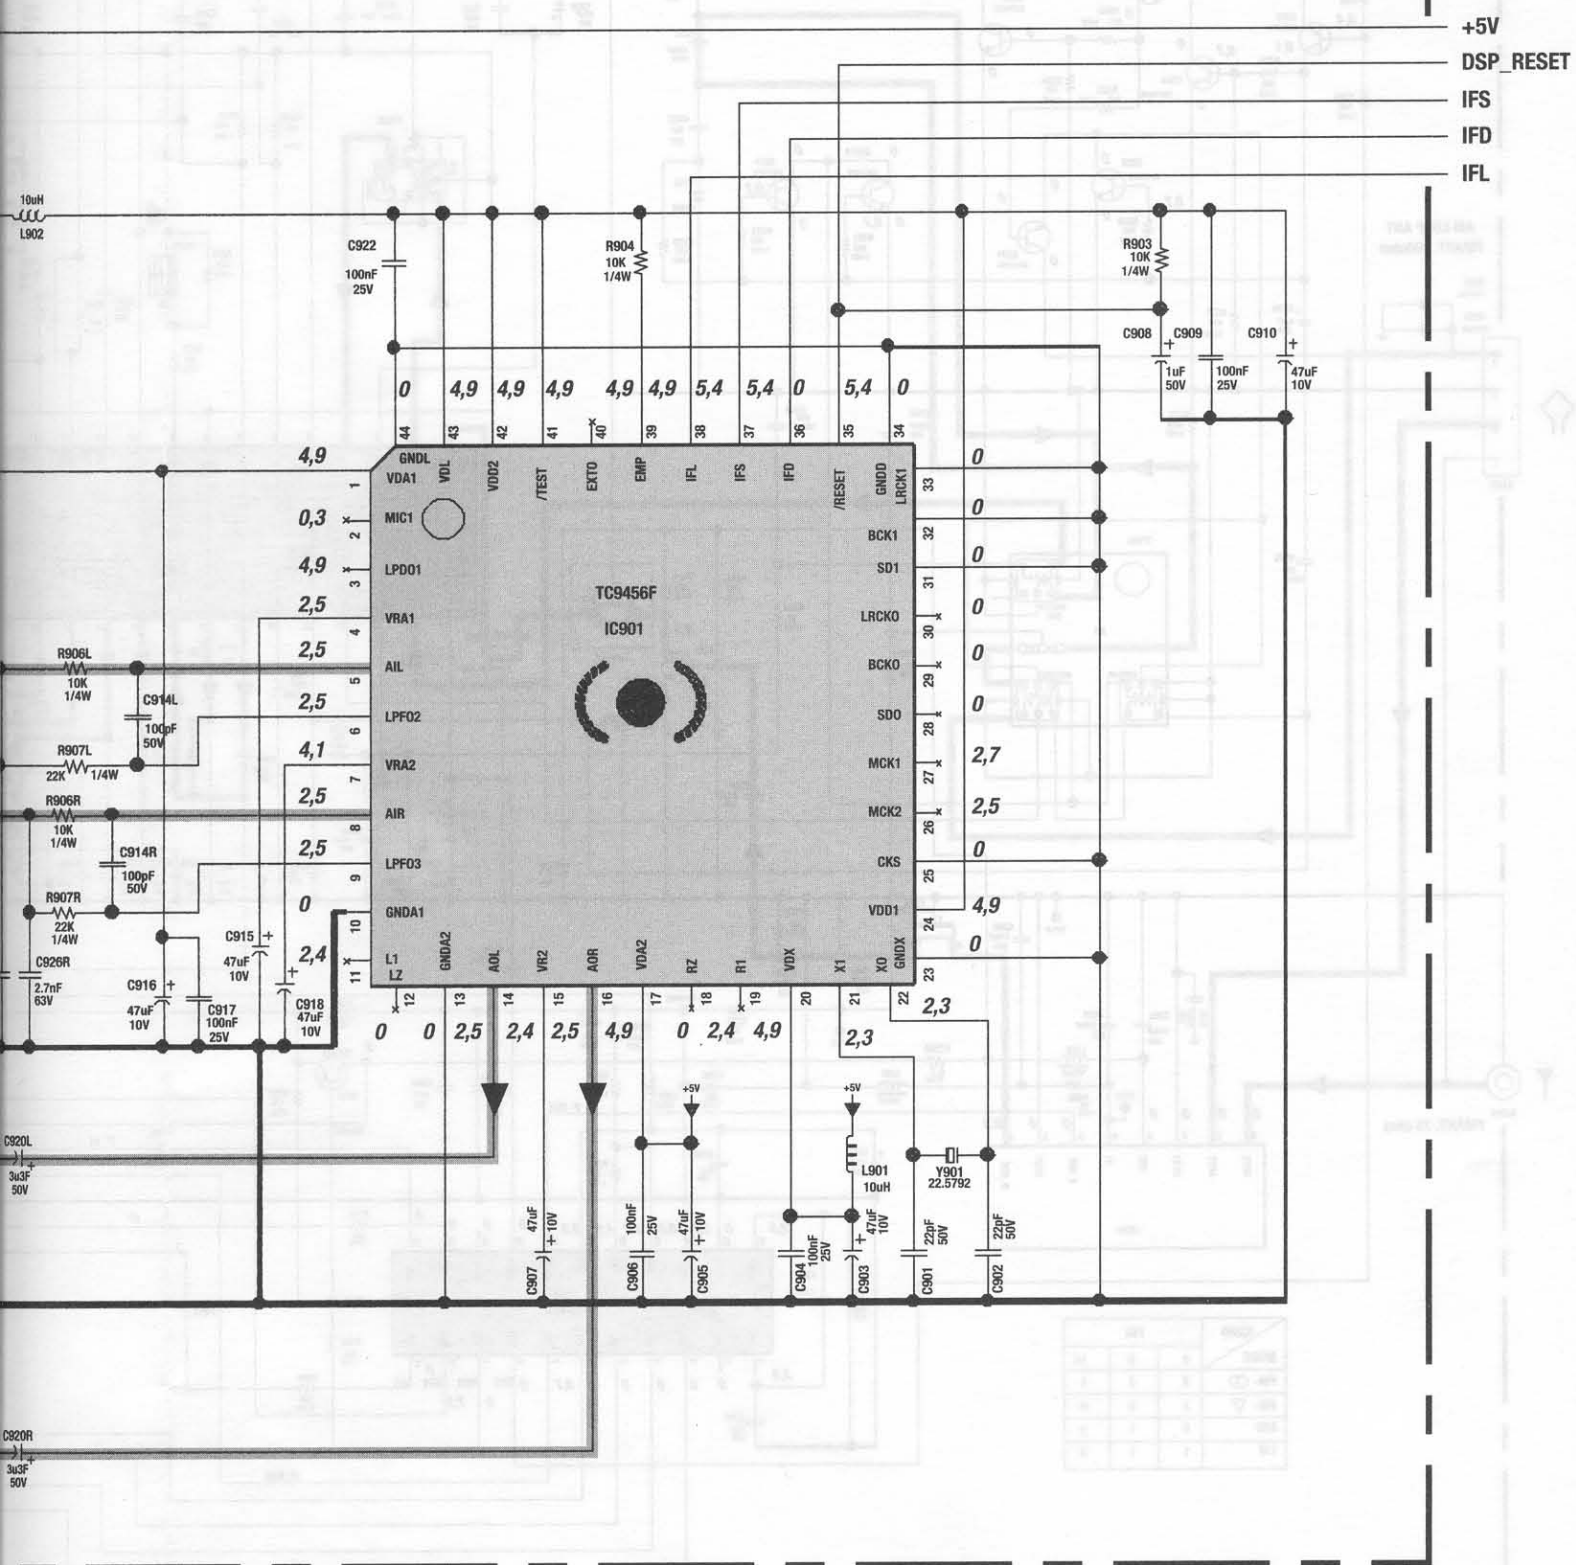 +5V
DSP_RESET
IFS
IFD
IFL
10uH
L902
C922
100nF
25V
R904
10K
1/4W
R903
10K
1/4W
C908
+
1uF
50V
C909
100nF
25V
C910
+
47uF
10V
0 4,9 4,9 4,9 4,9 4,9 5,4 5,4 0 5,4 0
44 43 42 41 40 39 38 37 36 35 34
GNDL VDL VDD2 /TEST EXTO EMP IFL IFS IFD /RESET GNDD
4,9
1
VDA1
0,3
2
MIC1
4,9
3
LPDO1
2,5
4
VRA1
2,5
5
AIL
2,5
6
LPFO2
4,1
7
VRA2
2,5
8
AIR
2,5
9
LPFO3
0
10
GNDA1
2,4
11
L1
TC9456F
IC901
LRCK1
33
0
BCK1
32
0
SD1
31
0
LRCKO
30
0
BCKO
29
0
SDO
28
0
MCK1
27
2,7
MCK2
26
2,5
CKS
25
0
VDD1
24
4,9
GNDX
23
0
LZ GNDA2 AOL VR2 AOR VDA2 RZ R1 VDX X1 XO
12 13 14 15 16 17 18 19 20 21 22
0 0 2,5 2,4 2,5 4,9 0 2,4 4,9 2,3 2,3
R906L
10K
1/4W
C914L
100pF
50V
R907L
22K 1/4W
R906R
10K
1/4W
C914R
100pF
50V
R907R
22K
1/4W
C926R
2.7nF
63V
C915
+
47uF
10V
C916
+
47uF
10V
C917
100nF
25V
+
C918
47uF
10V
C920L
+
3u3F
50V
C920R
+
3u3F
50V
47uF
+ 10V
C907
100nF
25V
C906
+5V
47uF
+ 10V
C905
100nF
25V
C904
+5V
L901
10uH
47uF
10V
+
C903
Y901
22.5792
22pF
50V
C901
22pF
50V
C902